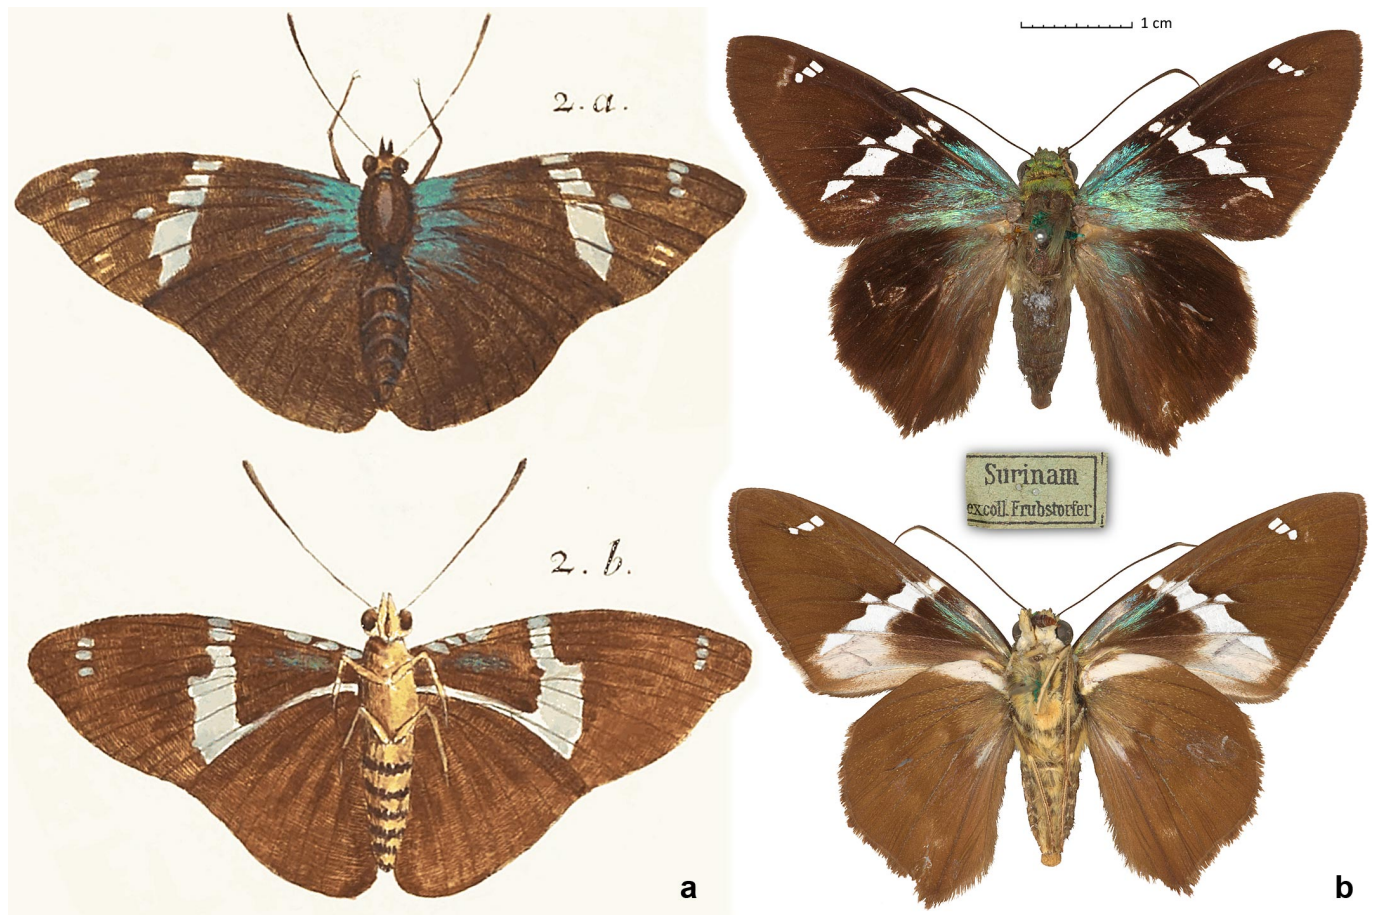 1 cm
2. a.
Surinam
excoll. Fruhstorfer
2. b.
a
b